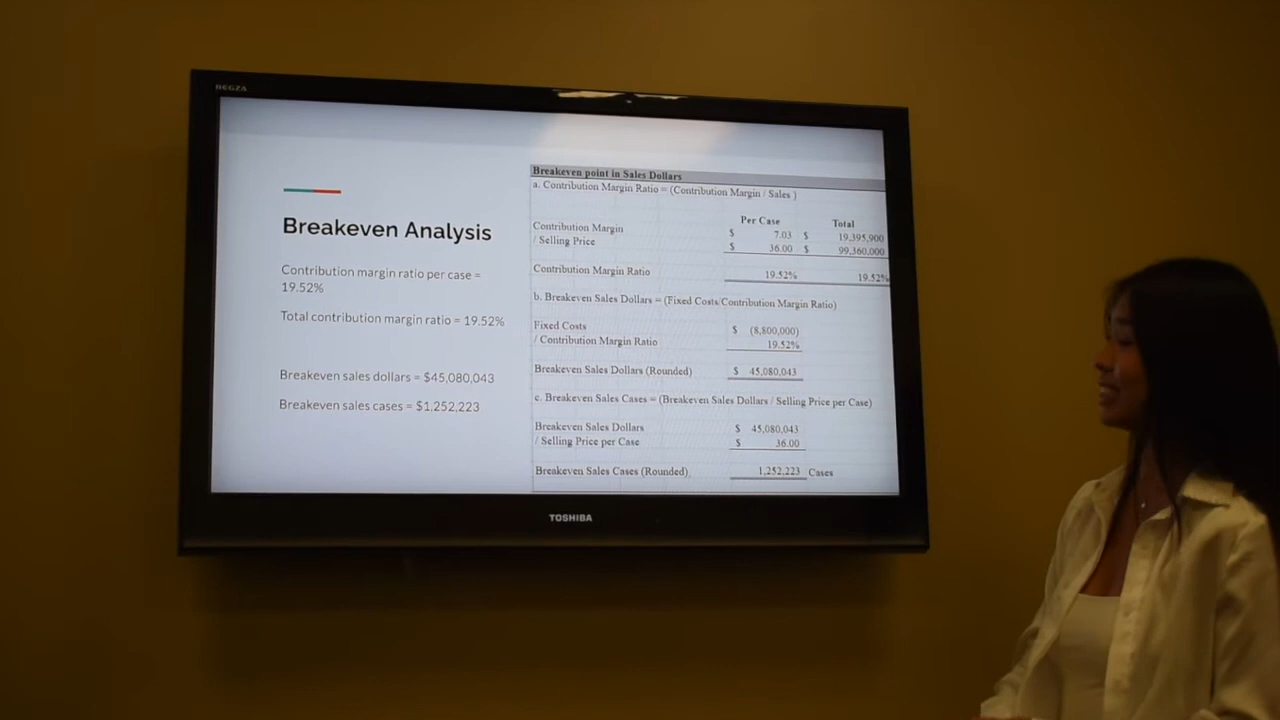 REGZA
Breakeven Analysis
Contribution margin ratio per case =
19.52%
Total contribution margin ratio = 19.52%
Breakeven sales dollars = $45,080,043
Breakeven sales cases = $1,252,223
Breakeven point in Sales Dollars
a. Contribution Margin Ratio = (Contribution Margin / Sales )
Per Case Total
Contribution Margin $ 7.03 $ 19,395,900
/ Selling Price $ 36.00 $ 99,360,000
Contribution Margin Ratio 19.52% 19.52%
b. Breakeven Sales Dollars = (Fixed Costs/Contribution Margin Ratio)
Fixed Costs $ (8,800,000)
/ Contribution Margin Ratio 19.52%
Breakeven Sales Dollars (Rounded) $ 45,080,043
c. Breakeven Sales Cases = (Breakeven Sales Dollars / Selling Price per Case)
Breakeven Sales Dollars $ 45,080,043
/ Selling Price per Case $ 36.00
Breakeven Sales Cases (Rounded) 1,252,223 Cases
TOSHIBA